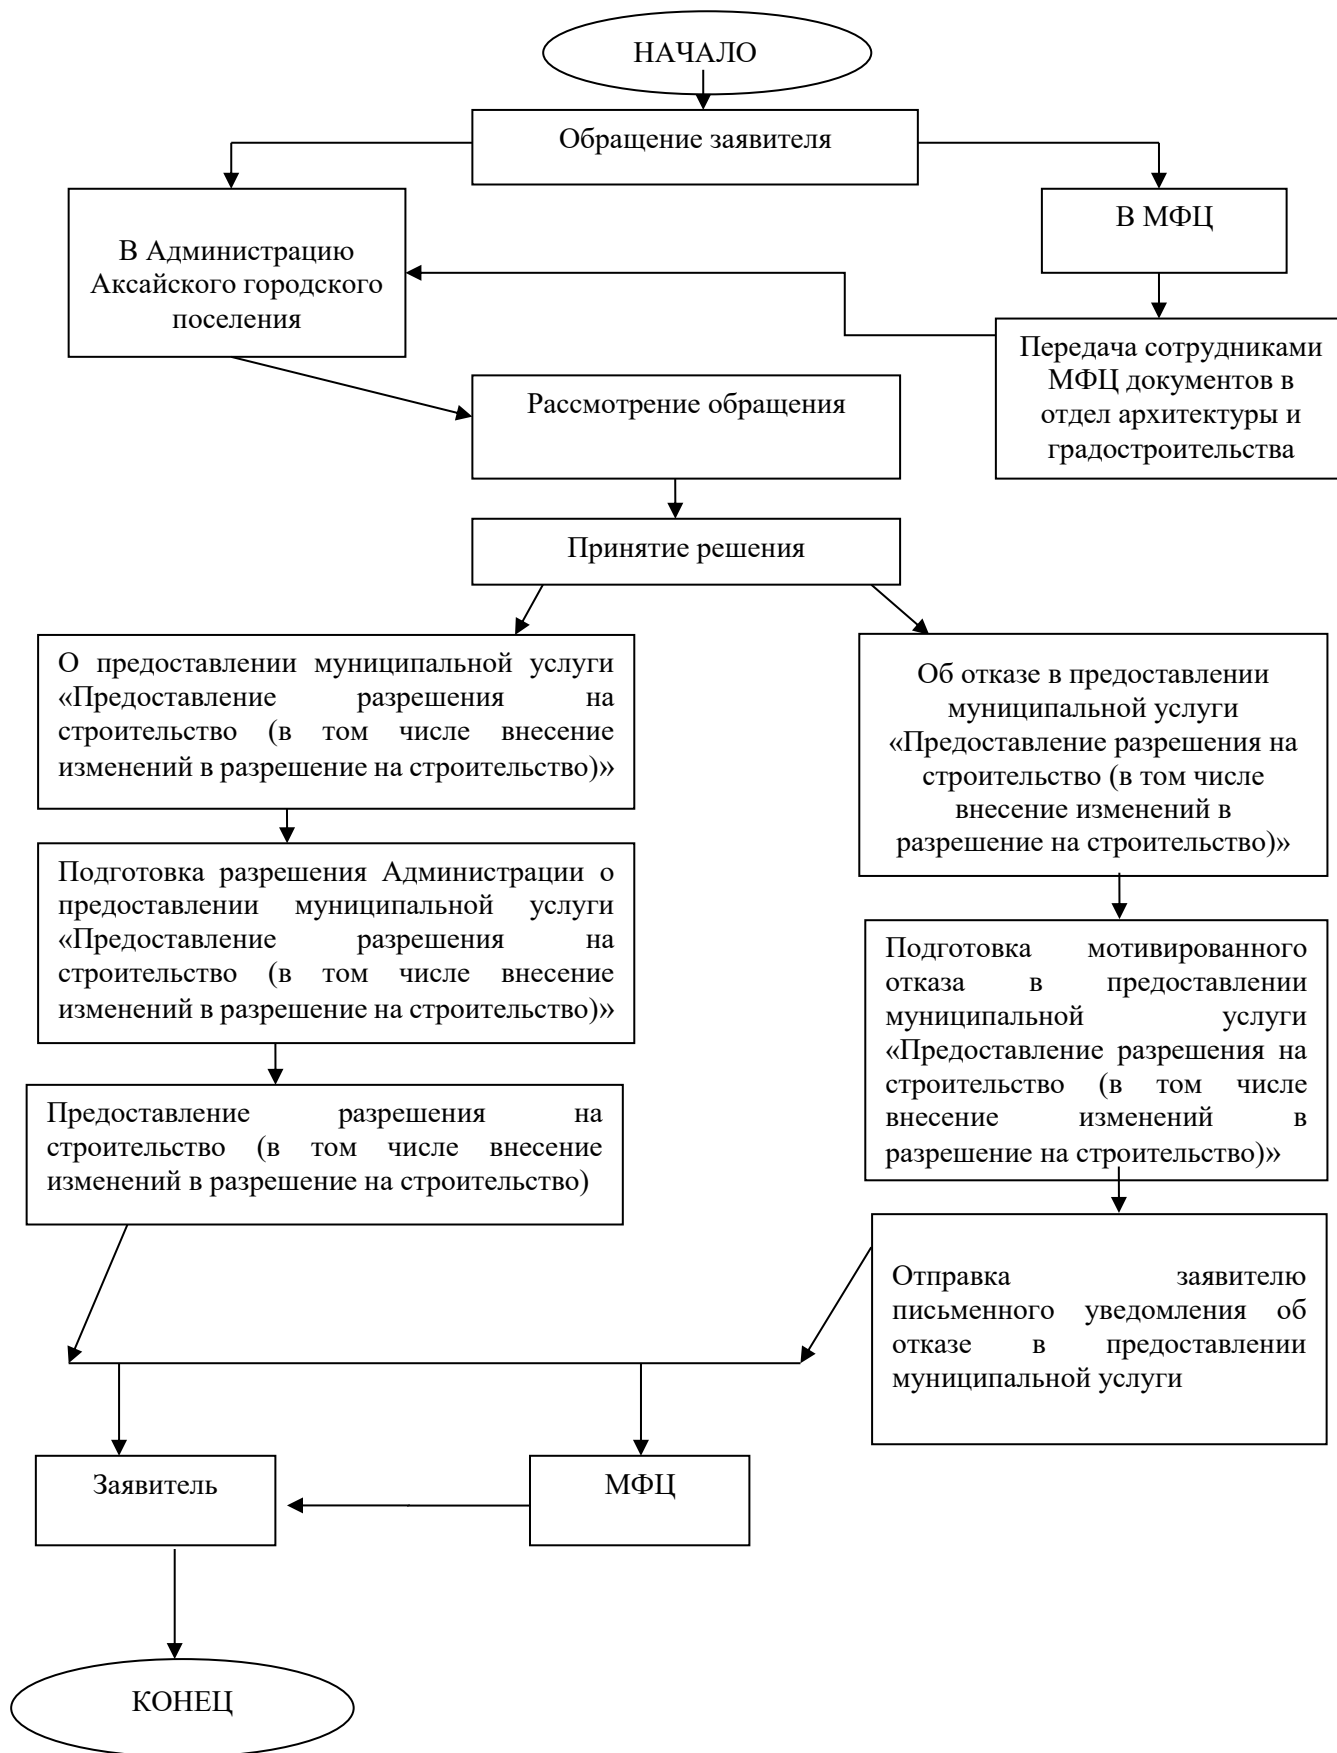 НАЧАЛО
Обращение заявителя
В Администрацию
Аксайского городского
поселения
В МФЦ
Передача сотрудниками
МФЦ документов в
отдел архитектуры и
градостроительства
Рассмотрение обращения
Принятие решения
О предоставлении муниципальной услуги
«Предоставление разрешения на
строительство (в том числе внесение
изменений в разрешение на строительство)»
Об отказе в предоставлении
муниципальной услуги
«Предоставление разрешения на
строительство (в том числе
внесение изменений в
разрешение на строительство)»
Подготовка разрешения Администрации о
предоставлении муниципальной услуги
«Предоставление разрешения на
строительство (в том числе внесение
изменений в разрешение на строительство)»
Подготовка мотивированного
отказа в предоставлении
муниципальной услуги
«Предоставление разрешения на
строительство (в том числе
внесение изменений в
разрешение на строительство)»
Предоставление разрешения на
строительство (в том числе внесение
изменений в разрешение на строительство)
Отправка заявителю
письменного уведомления об
отказе в предоставлении
муниципальной услуги
Заявитель
МФЦ
КОНЕЦ